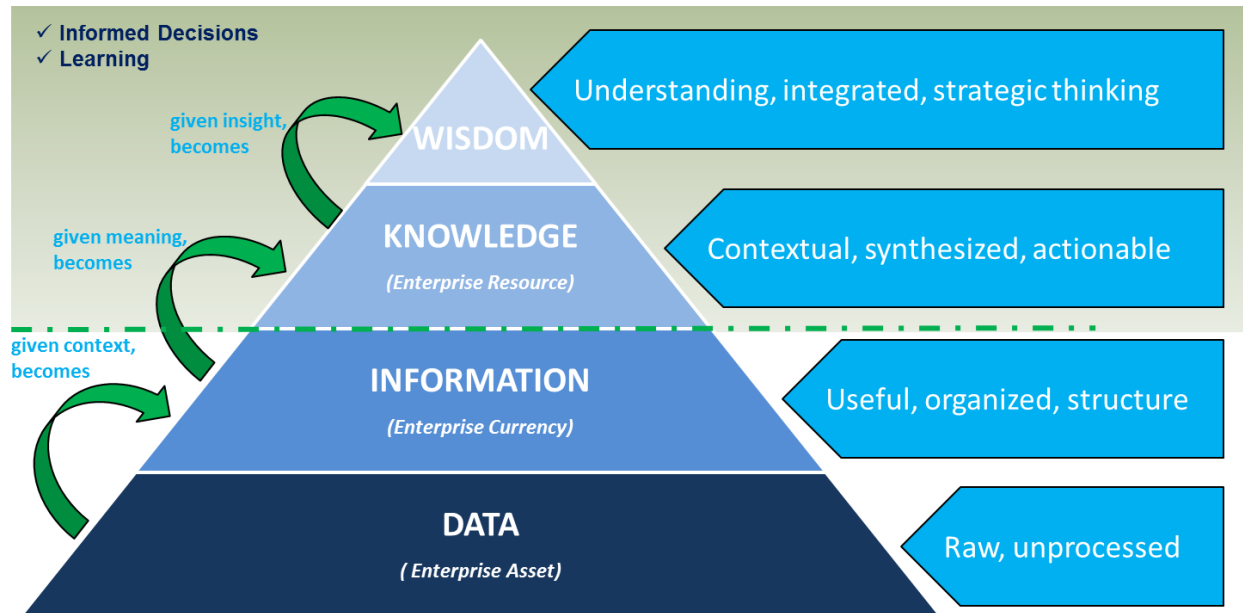 ✓ Informed Decisions
✓ Learning
given insight,
becomes
WISDOM
Understanding, integrated, strategic thinking
given meaning,
becomes
KNOWLEDGE
(Enterprise Resource)
Contextual, synthesized, actionable
given context,
becomes
INFORMATION
(Enterprise Currency)
Useful, organized, structure
DATA
( Enterprise Asset)
Raw, unprocessed